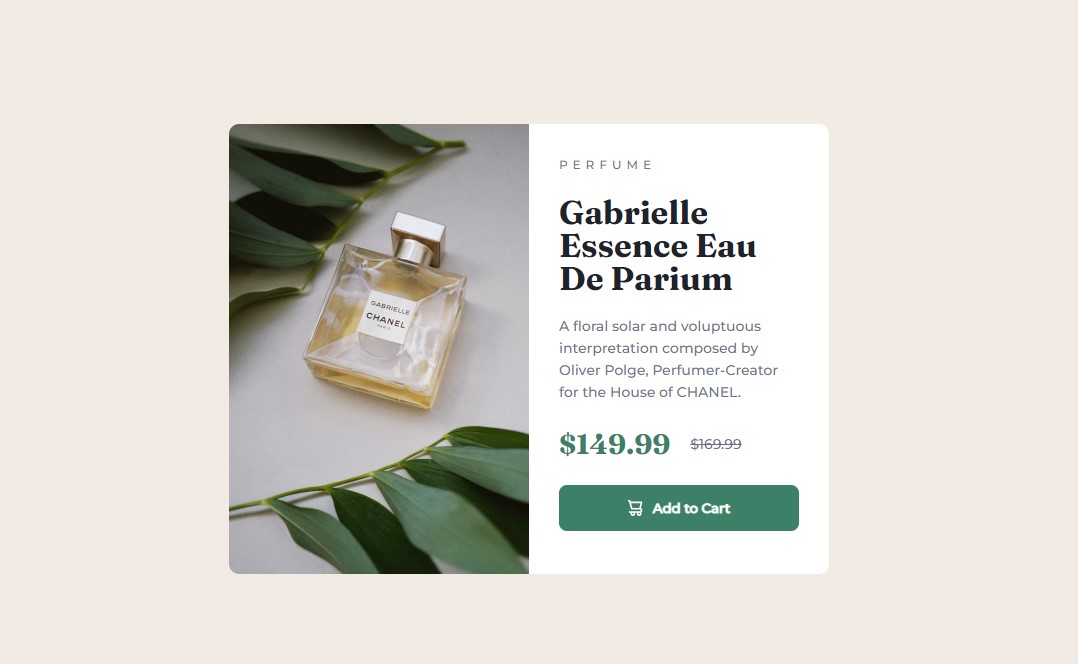 GABRIELLE
CHANEL
PARIS
PERFUME
Gabrielle
Essence Eau
De Parium
A floral solar and voluptuous
interpretation composed by
Oliver Polge, Perfumer-Creator
for the House of CHANEL.
$149.99 $169.99
Add to Cart